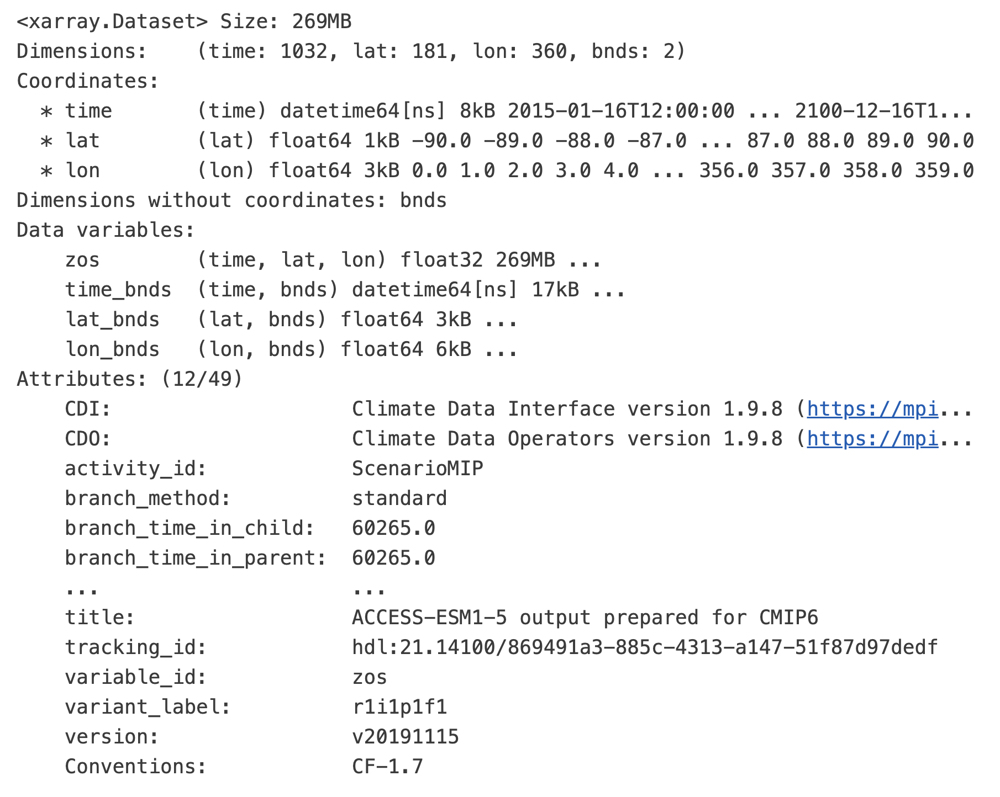 <xarray.Dataset> Size: 269MB
Dimensions:    (time: 1032, lat: 181, lon: 360, bnds: 2)
Coordinates:
  * time       (time) datetime64[ns] 8kB 2015-01-16T12:00:00 ... 2100-12-16T1...
  * lat        (lat) float64 1kB -90.0 -89.0 -88.0 -87.0 ... 87.0 88.0 89.0 90.0
  * lon        (lon) float64 3kB 0.0 1.0 2.0 3.0 4.0 ... 356.0 357.0 358.0 359.0
Dimensions without coordinates: bnds
Data variables:
    zos        (time, lat, lon) float32 269MB ...
    time_bnds  (time, bnds) datetime64[ns] 17kB ...
    lat_bnds   (lat, bnds) float64 3kB ...
    lon_bnds   (lon, bnds) float64 6kB ...
Attributes: (12/49)
    CDI:                    Climate Data Interface version 1.9.8 (https://mpi...
    CDO:                    Climate Data Operators version 1.9.8 (https://mpi...
    activity_id:            ScenarioMIP
    branch_method:          standard
    branch_time_in_child:   60265.0
    branch_time_in_parent:  60265.0
    ...                     ...
    title:                  ACCESS-ESM1-5 output prepared for CMIP6
    tracking_id:            hdl:21.14100/869491a3-885c-4313-a147-51f87d97dedf
    variable_id:            zos
    variant_label:          r1i1p1f1
    version:                v20191115
    Conventions:            CF-1.7